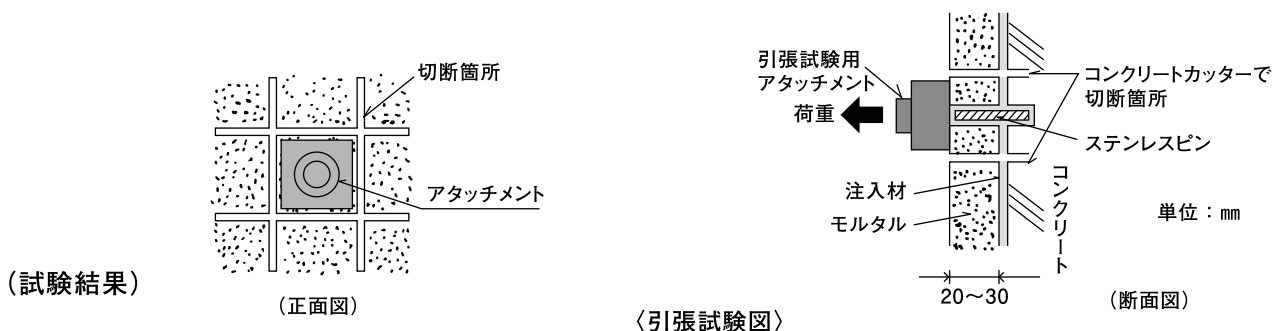 切断箇所
アタッチメント
(試験結果)
(正面図)
引張試験用
アタッチメント
荷重
コンクリートカッターで
切断箇所
ステンレスピン
注入材
モルタル
コンクリート
単位：㎜
20～30
(断面図)
〈引張試験図〉